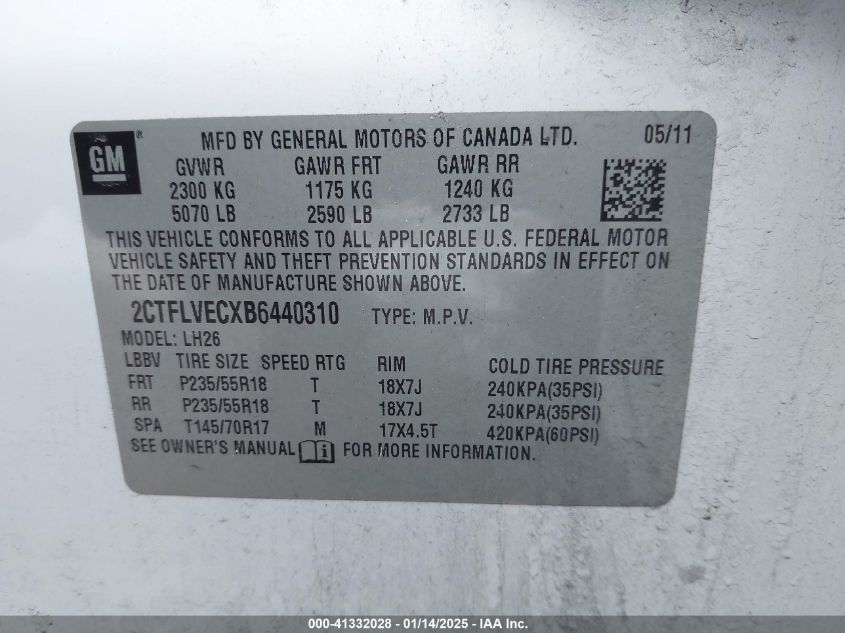 GM ® MFD BY GENERAL MOTORS OF CANADA LTD. 05/11
GVWR GAWR FRT GAWR RR
2300 KG 1175 KG 1240 KG
5070 LB 2590 LB 2733 LB
THIS VEHICLE CONFORMS TO ALL APPLICABLE U.S. FEDERAL MOTOR
VEHICLE SAFETY AND THEFT PREVENTION STANDARDS IN EFFECT ON
THE DATE OF MANUFACTURE SHOWN ABOVE.
2CTFLVECXB6440310 TYPE: M.P.V.
MODEL: LH26
LBBV TIRE SIZE SPEED RTG RIM COLD TIRE PRESSURE
FRT P235/55R18 T 18X7J 240KPA(35PSI)
RR P235/55R18 T 18X7J 240KPA(35PSI)
SPA T145/70R17 M 17X4.5T 420KPA(60PSI)
SEE OWNER'S MANUAL i FOR MORE INFORMATION.
000-41332028 - 01/14/2025 - IAA Inc.